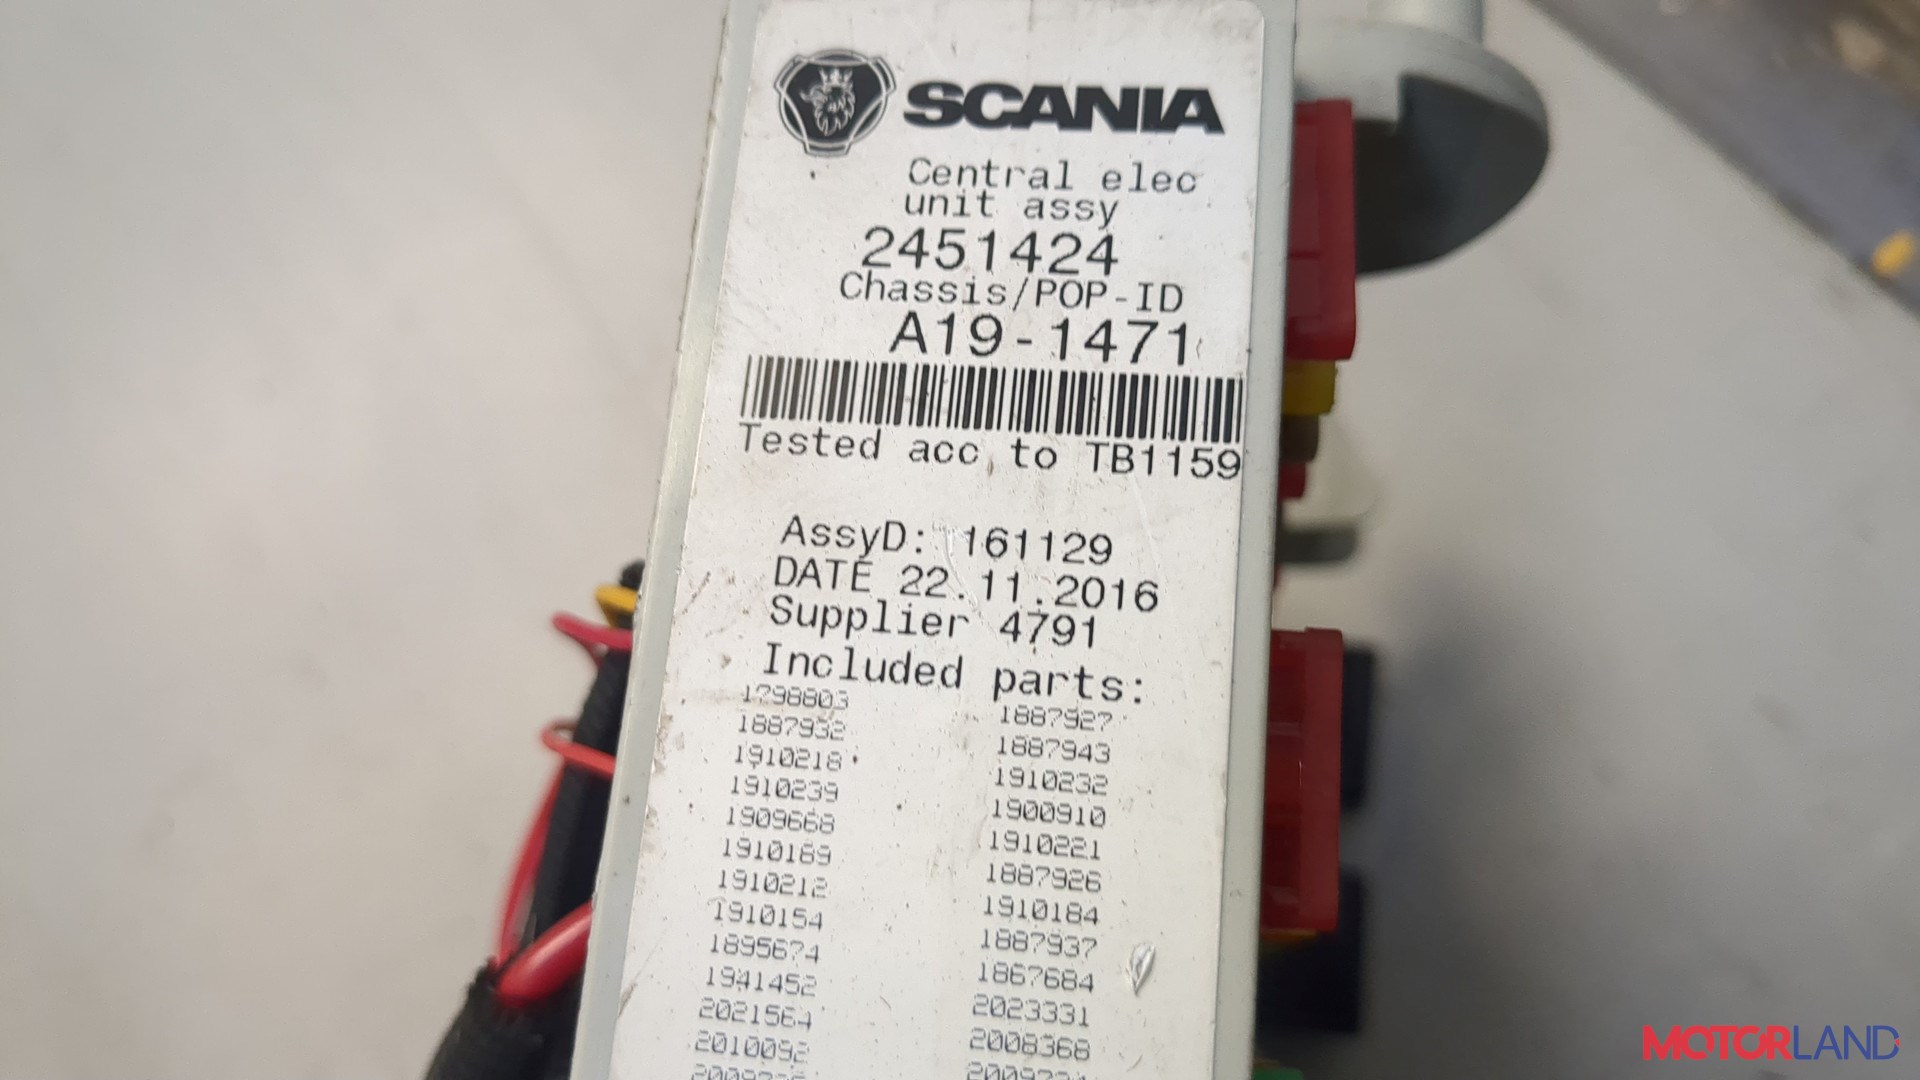 SCANIA
Central elec
unit assy
2451424
Chassis/POP-ID
A19-1471
Tested acc. to TB1159
AssyD: 161129
DATE 22.11.2016
Supplier 4791
Included parts:
1798803 1887927
1887932 1887943
1910218 1910232
1910239 1900910
1909668 1910221
1910189 1887926
1910212 1910184
1910154 1887937
1895674 1867684
1941452 2023331
2021564 2008368
2010092
MOTORLAND